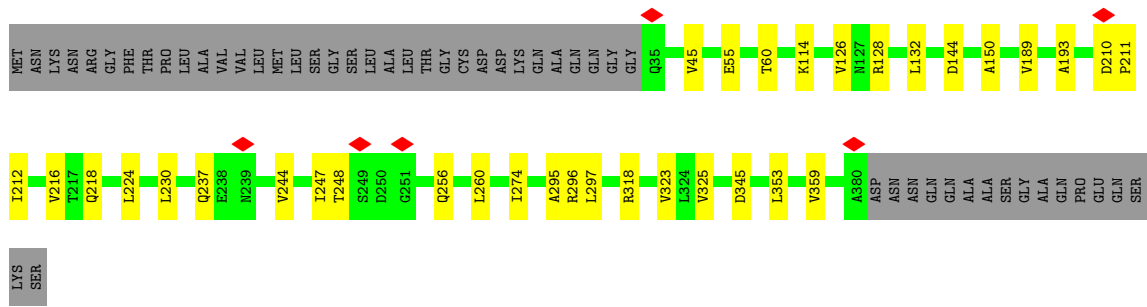 MET ASN LYS ASN ARG GLY PHE THR PRO LEU ALA VAL VAL LEU MET LEU SER GLY SER LEU ALA LEU THR GLY CYS ASP ASP LYS GLN ALA GLN GLN GLY GLY Q35 V45 E55 T60 K114 V126 N127 R128 L132 D144 A150 V189 A193 D210 P211
I212 V216 T217 Q218 L224 L230 Q237 E238 N239 V244 I247 T248 S249 D250 G251 Q256 L260 I274 A295 R296 L297 R318 V323 L324 V325 D345 L353 V359 A380 ASP ASN ASN GLN GLN ALA ALA SER GLY ALA GLN PRO GLU GLN SER
LYS SER